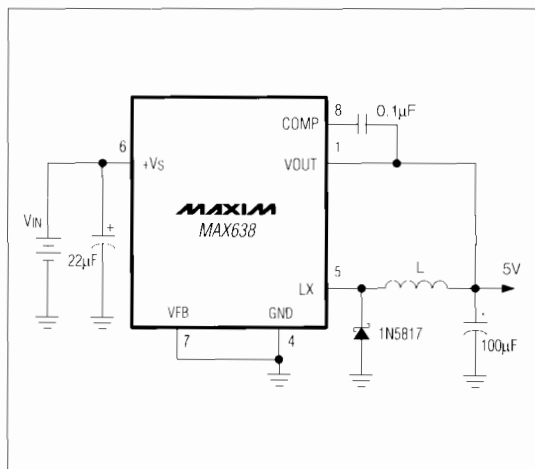 8
0.1µF
COMP
6
1
+VS
VOUT
VIN
MAXIM
MAX638
22µF
+
5
L
LX
5V
VFB
GND
1N5817
7
4
100µF